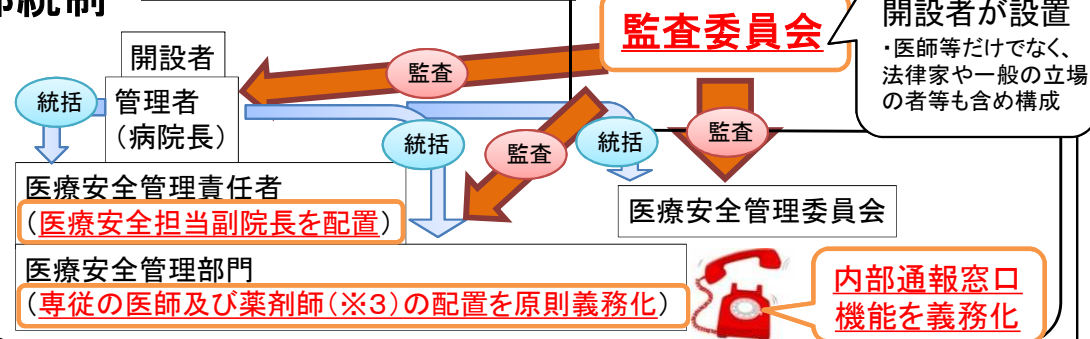 部統制
監査委員会
開設者が設置
・医師等だけでなく、
法律家や一般の立場
の者等も含め構成
開設者
監査
統括
管理者
(病院長)
統括
監査
統括
監査
医療安全管理責任者
(医療安全担当副院長を配置)
医療安全管理委員会
医療安全管理部門
(専従の医師及び薬剤師(※3)の配置を原則義務化)
内部通報窓口
機能を義務化